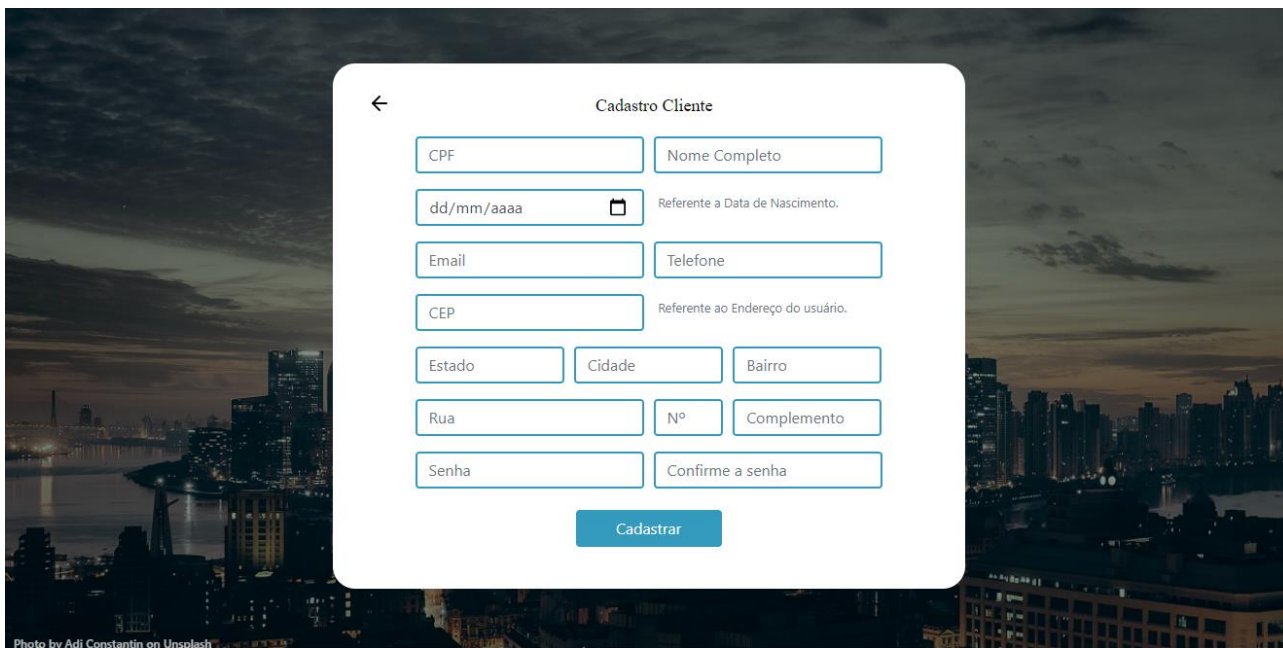 Cadastro Cliente
CPF
Nome Completo
dd/mm/aaaa
Referente a Data de Nascimento.
Email
Telefone
CEP
Referente ao Endereço do usuário.
Estado
Cidade
Bairro
Rua
Nº
Complemento
Senha
Confirme a senha
Cadastrar
Photo by Adi Constantin on Unsplash